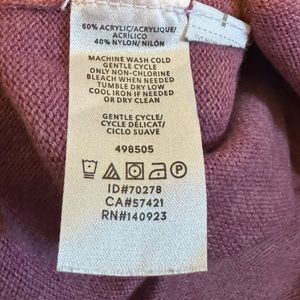 60% ACRYLIC/ACRYLIQUE/
ACRILICO
40% NYLON/NILÓN
MACHINE WASH COLD
GENTLE CYCLE
ONLY NON-CHLORINE
BLEACH WHEN NEEDED
TUMBLE DRY LOW
COOL IRON IF NEEDED
OR DRY CLEAN
GENTLE CYCLE/
CYCLE DÉLICAT/
CICLO SUAVE
498505
P
ID#70278
CA#57421
RN#140923